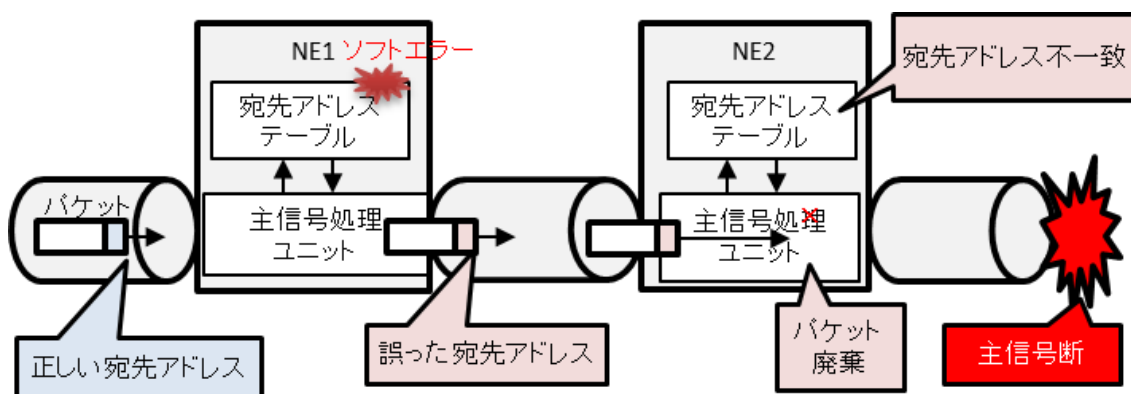 NE1
ソフトエラー
宛先アドレス
テーブル
主信号処理
ユニット
パケット
正しい宛先アドレス
誤った宛先アドレス
NE2
宛先アドレス
テーブル
主信号処理
ユニット
宛先アドレス不一致
パケット
廃棄
主信号断